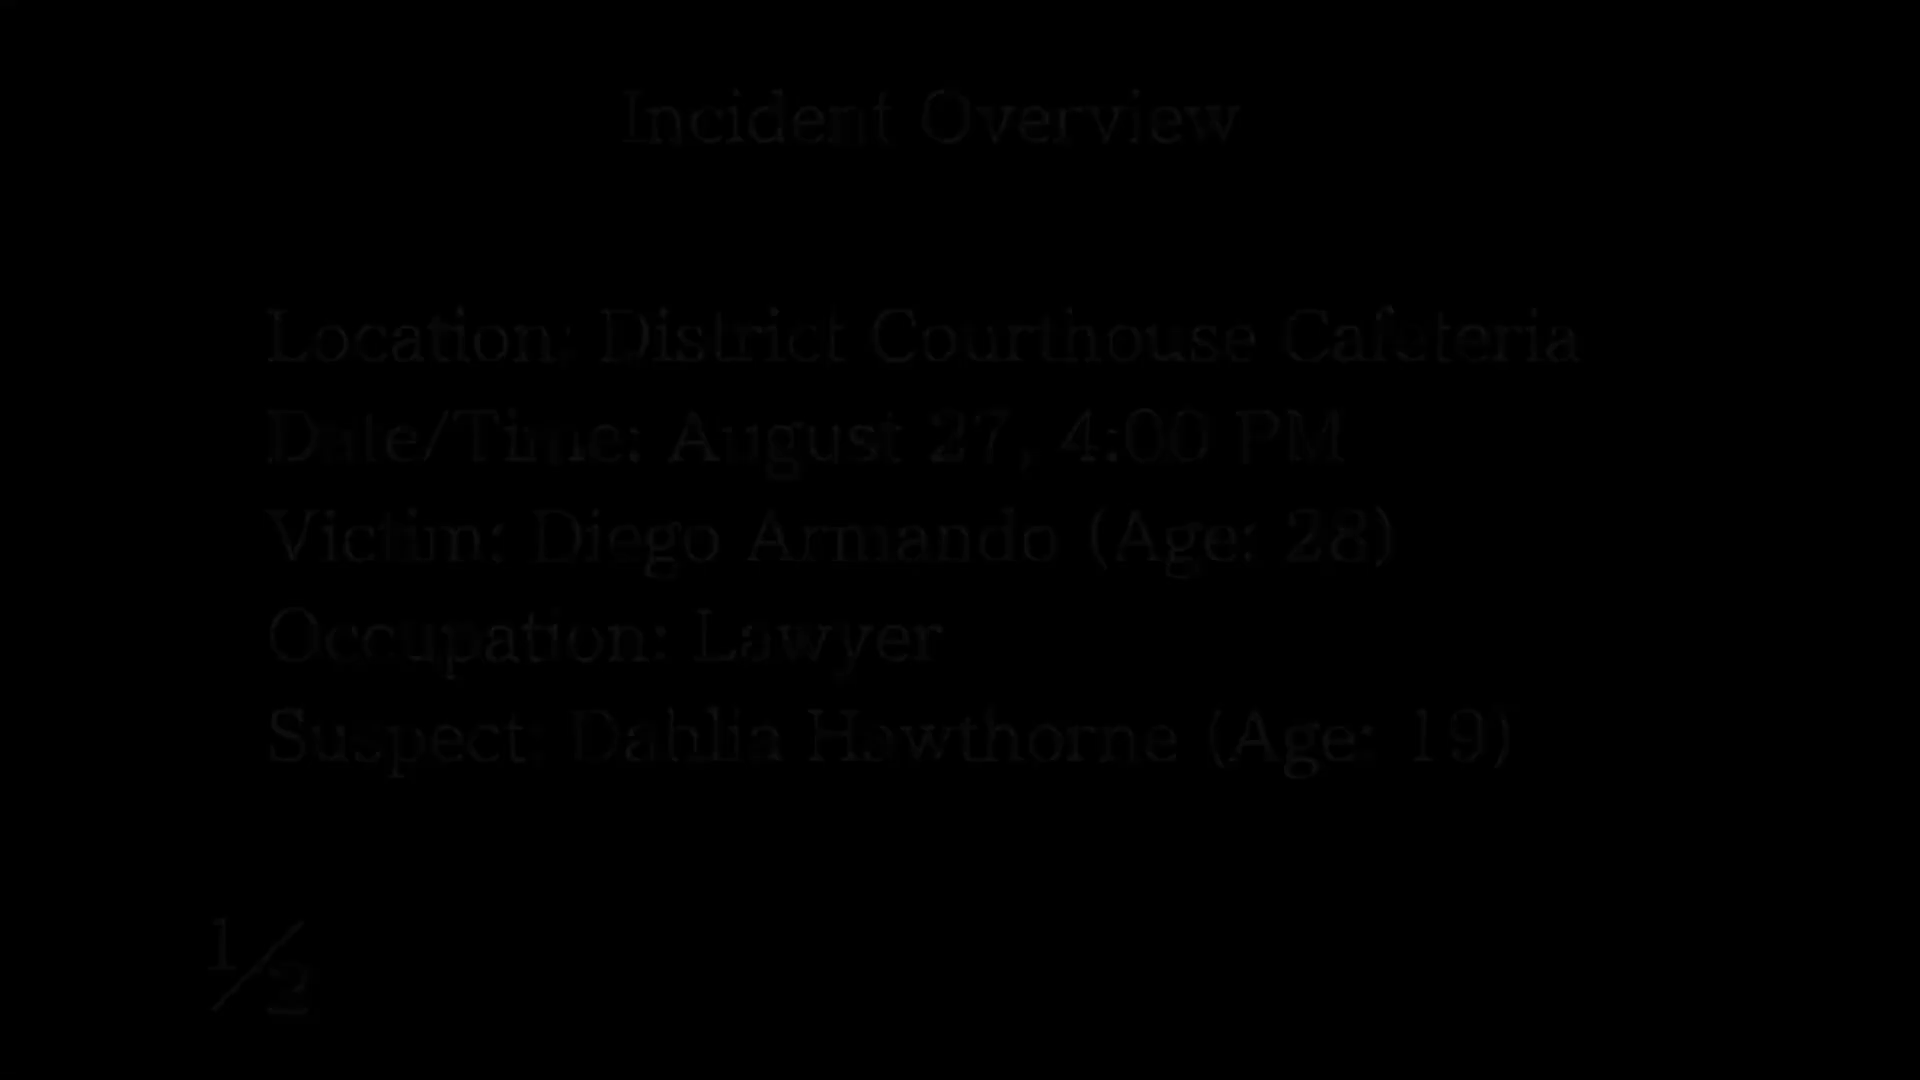 Incident Overview
Location: District Courthouse Cafeteria
Date/Time: August 27, 4:00 PM
Victim: Diego Armando (Age: 28)
Occupation: Lawyer
Suspect: Dahlia Hawthorne (Age: 19)
1/2